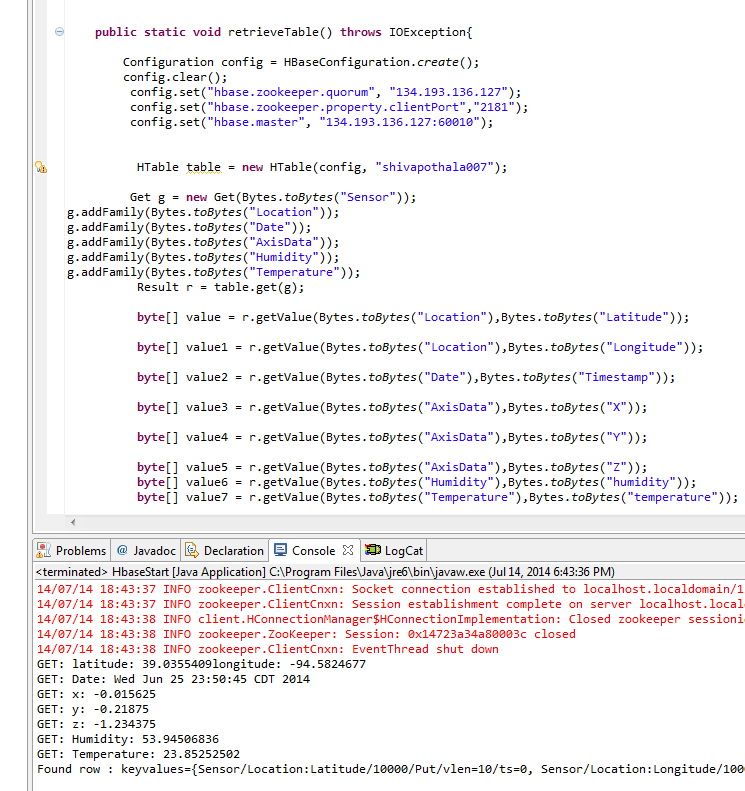 public static void retrieveTable() throws IOException{
Configuration config = HBaseConfiguration.create();
config.clear();
config.set("hbase.zookeeper.quorum", "134.193.136.127");
config.set("hbase.zookeeper.property.clientPort","2181");
config.set("hbase.master", "134.193.136.127:60010");
HTable table = new HTable(config, "shivapothala007");
Get g = new Get(Bytes.toBytes("Sensor"));
g.addFamily(Bytes.toBytes("Location"));
g.addFamily(Bytes.toBytes("Date"));
g.addFamily(Bytes.toBytes("AxisData"));
g.addFamily(Bytes.toBytes("Humidity"));
g.addFamily(Bytes.toBytes("Temperature"));
Result r = table.get(g);
byte[] value = r.getValue(Bytes.toBytes("Location"),Bytes.toBytes("Latitude"));
byte[] value1 = r.getValue(Bytes.toBytes("Location"),Bytes.toBytes("Longitude"));
byte[] value2 = r.getValue(Bytes.toBytes("Date"),Bytes.toBytes("Timestamp"));
byte[] value3 = r.getValue(Bytes.toBytes("AxisData"),Bytes.toBytes("X"));
byte[] value4 = r.getValue(Bytes.toBytes("AxisData"),Bytes.toBytes("Y"));
byte[] value5 = r.getValue(Bytes.toBytes("AxisData"),Bytes.toBytes("Z"));
byte[] value6 = r.getValue(Bytes.toBytes("Humidity"),Bytes.toBytes("humidity"));
byte[] value7 = r.getValue(Bytes.toBytes("Temperature"),Bytes.toBytes("temperature"));
Problems @ Javadoc Declaration Console LogCat
<terminated> HbaseStart [Java Application] C:\Program Files\Java\jre6\bin\javaw.exe (Jul 14, 2014 6:43:36 PM)
14/07/14 18:43:37 INFO zookeeper.ClientCnxn: Socket connection established to localhost.localdomain/1
14/07/14 18:43:37 INFO zookeeper.ClientCnxn: Session establishment complete on server localhost.local
14/07/14 18:43:38 INFO client.HConnectionManager$HConnectionImplementation: Closed zookeeper sessioni
14/07/14 18:43:38 INFO zookeeper.ZooKeeper: Session: 0x14723a34a80003c closed
14/07/14 18:43:38 INFO zookeeper.ClientCnxn: EventThread shut down
GET: latitude: 39.0355409longitude: -94.5824677
GET: Date: Wed Jun 25 23:50:45 CDT 2014
GET: x: -0.015625
GET: y: -0.21875
GET: z: -1.234375
GET: Humidity: 53.94506836
GET: Temperature: 23.85252502
Found row : keyvalues={Sensor/Location:Latitude/10000/Put/vlen=10/ts=0, Sensor/Location:Longitude/100